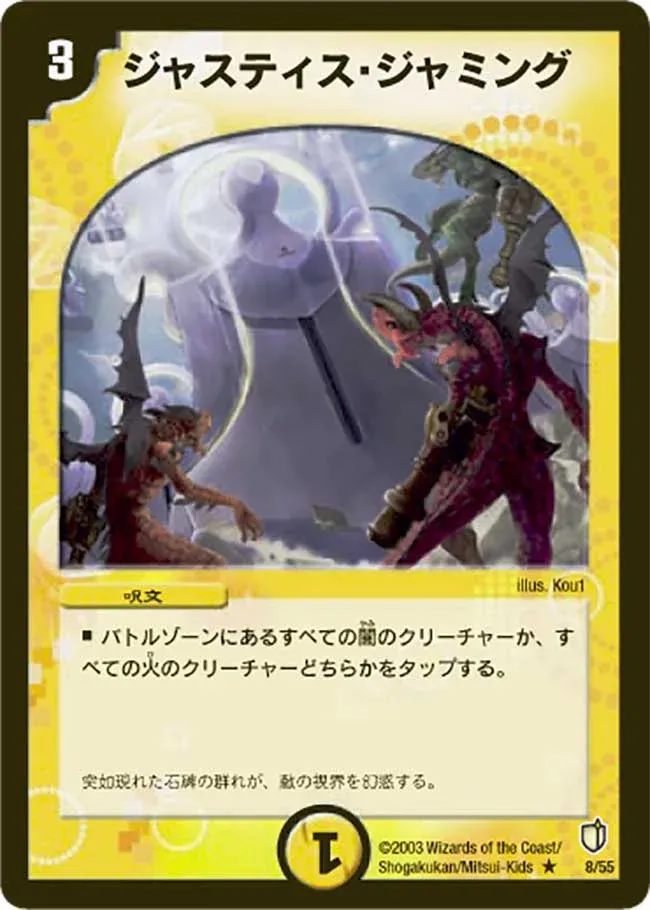 3
ジャスティス・ジャミング
illus. Kou1
呪文
■ バトルゾーンにあるすべての闇のクリーチャーか、す
べての火のクリーチャーどちらかをタップする。
突如現れた石碑の群れが、敵の視界を幻惑する。
1
©2003 Wizards of the Coast/
Shogakukan/Mitsui-Kids ★ 8/55